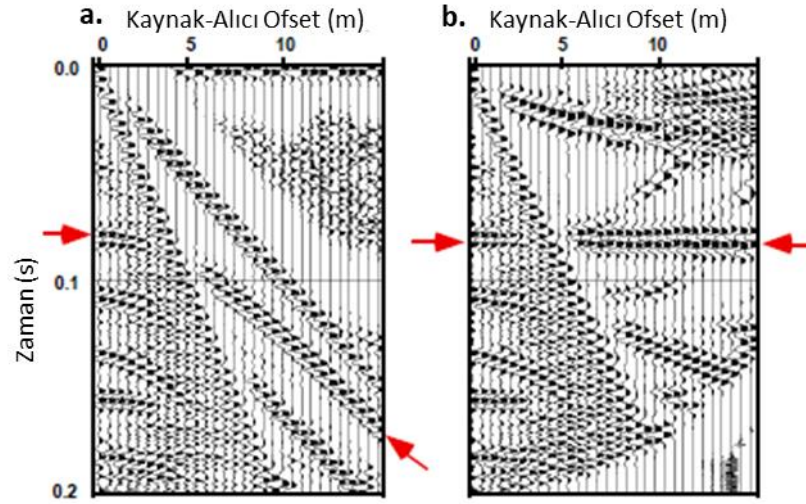 a. Kaynak-Alıcı Ofset (m)
0 5 10
b. Kaynak-Alıcı Ofset (m)
0 5 10
0.0
0.1
0.2
Zaman (s)